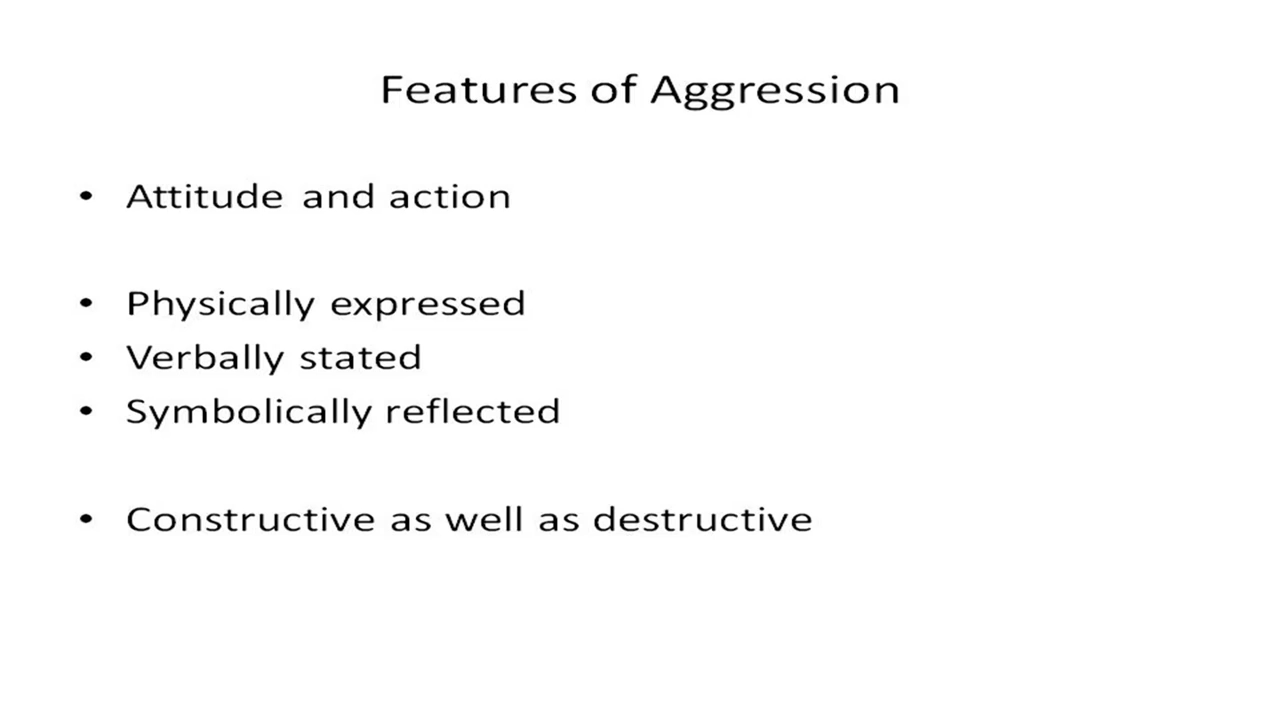 Features of Aggression
• Attitude and action
• Physically expressed
• Verbally stated
• Symbolically reflected
• Constructive as well as destructive